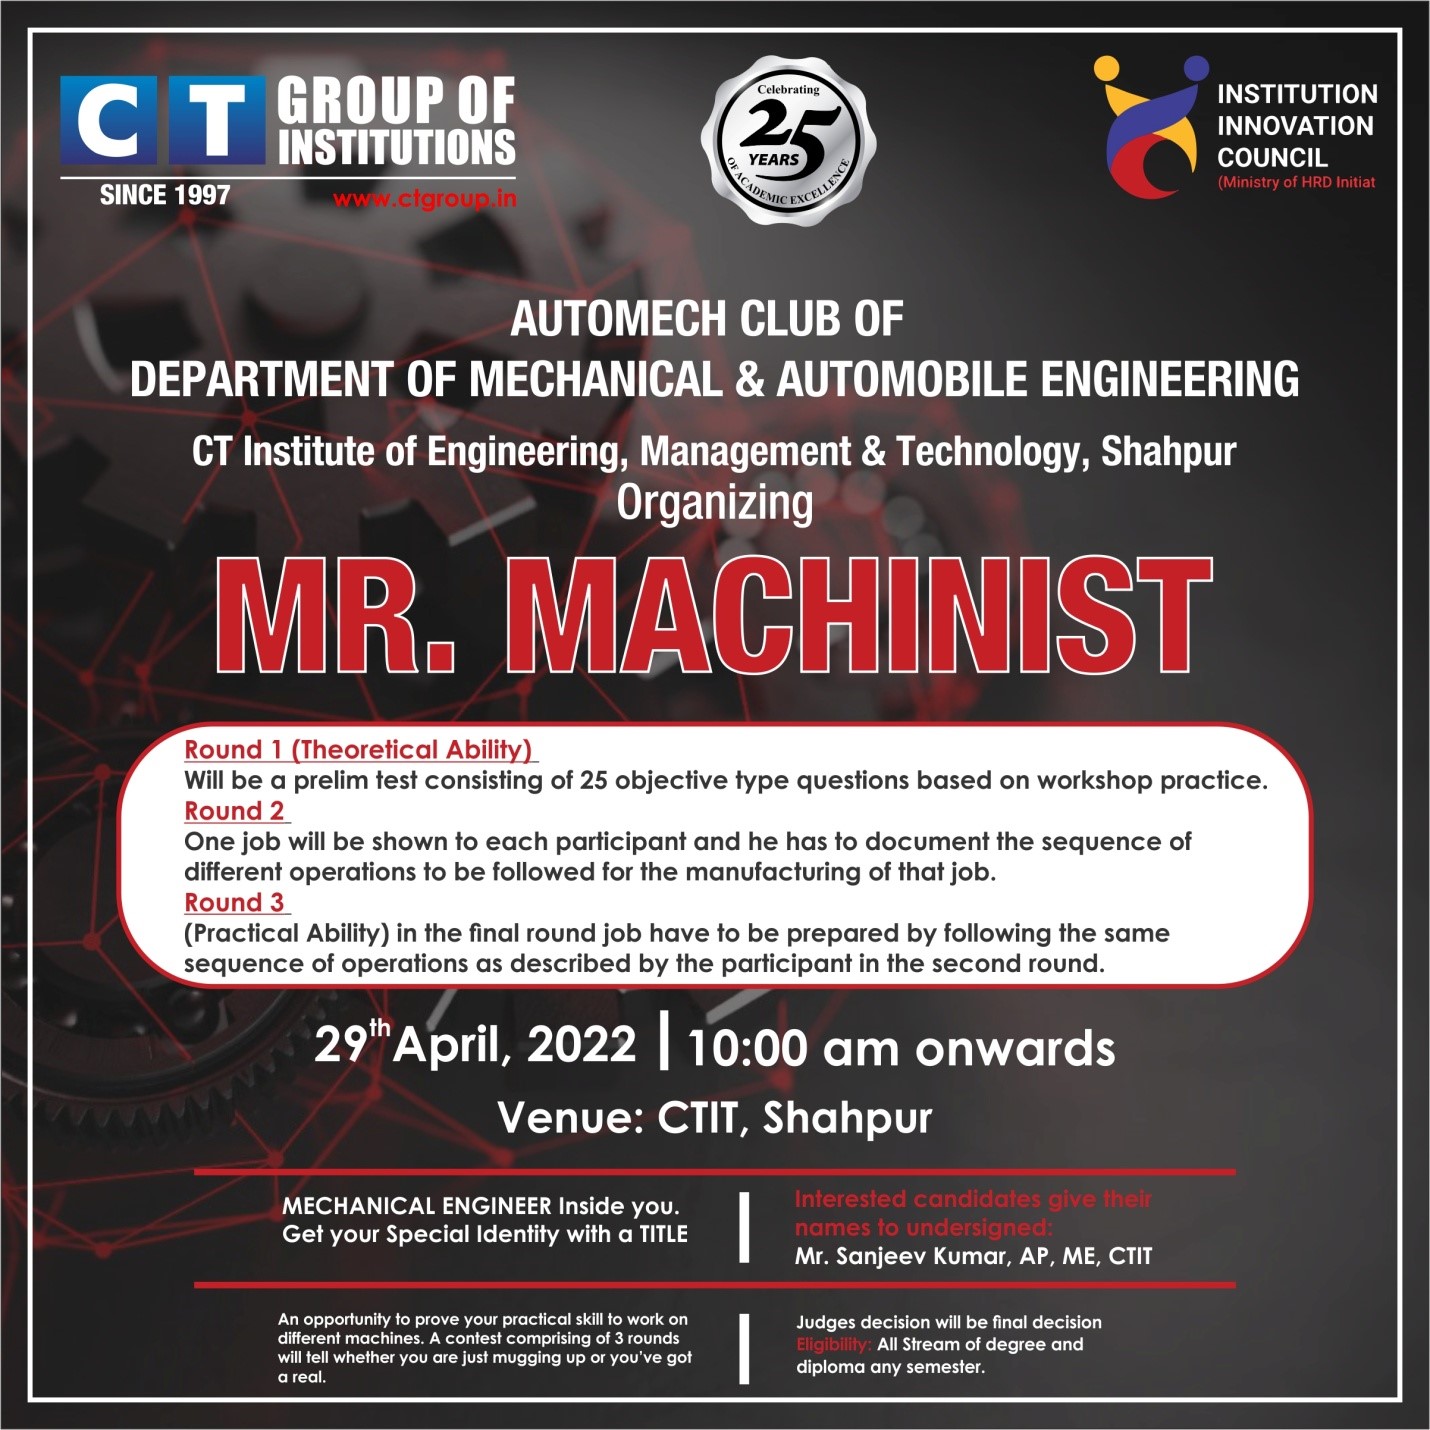 CT GROUP OF
INSTITUTIONS
SINCE 1997
www.ctgroup.in
Celebrating
25
YEARS
OF ACADEMIC EXCELLENCE
INSTITUTION
INNOVATION
COUNCIL
(Ministry of HRD Initiat
AUTOMECH CLUB OF
DEPARTMENT OF MECHANICAL & AUTOMOBILE ENGINEERING
CT Institute of Engineering, Management & Technology, Shahpur
Organizing
MR. MACHINIST
Round 1 (Theoretical Ability)
Will be a prelim test consisting of 25 objective type questions based on workshop practice.
Round 2
One job will be shown to each participant and he has to document the sequence of
different operations to be followed for the manufacturing of that job.
Round 3
(Practical Ability) in the final round job have to be prepared by following the same
sequence of operations as described by the participant in the second round.
29th April, 2022 | 10:00 am onwards
Venue: CTIT, Shahpur
MECHANICAL ENGINEER Inside you.
Get your Special Identity with a TITLE
Interested candidates give their
names to undersigned:
Mr. Sanjeev Kumar, AP, ME, CTIT
An opportunity to prove your practical skill to work on
different machines. A contest comprising of 3 rounds
will tell whether you are just mugging up or you've got
a real.
Judges decision will be final decision
Eligibility: All Stream of degree and
diploma any semester.